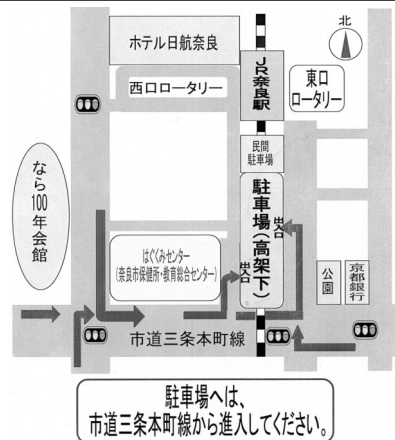 ホテル日航奈良
北
JR奈良駅
西口ロータリー
東口
ロータリー
民間
駐車場
なら100年会館
駐車場(高架下)
出入口
はぐくみセンター
(奈良市保健所・教育総合センター)
出入口
公園
京都銀行
市道三条本町線
駐車場へは、
市道三条本町線から進入してください。